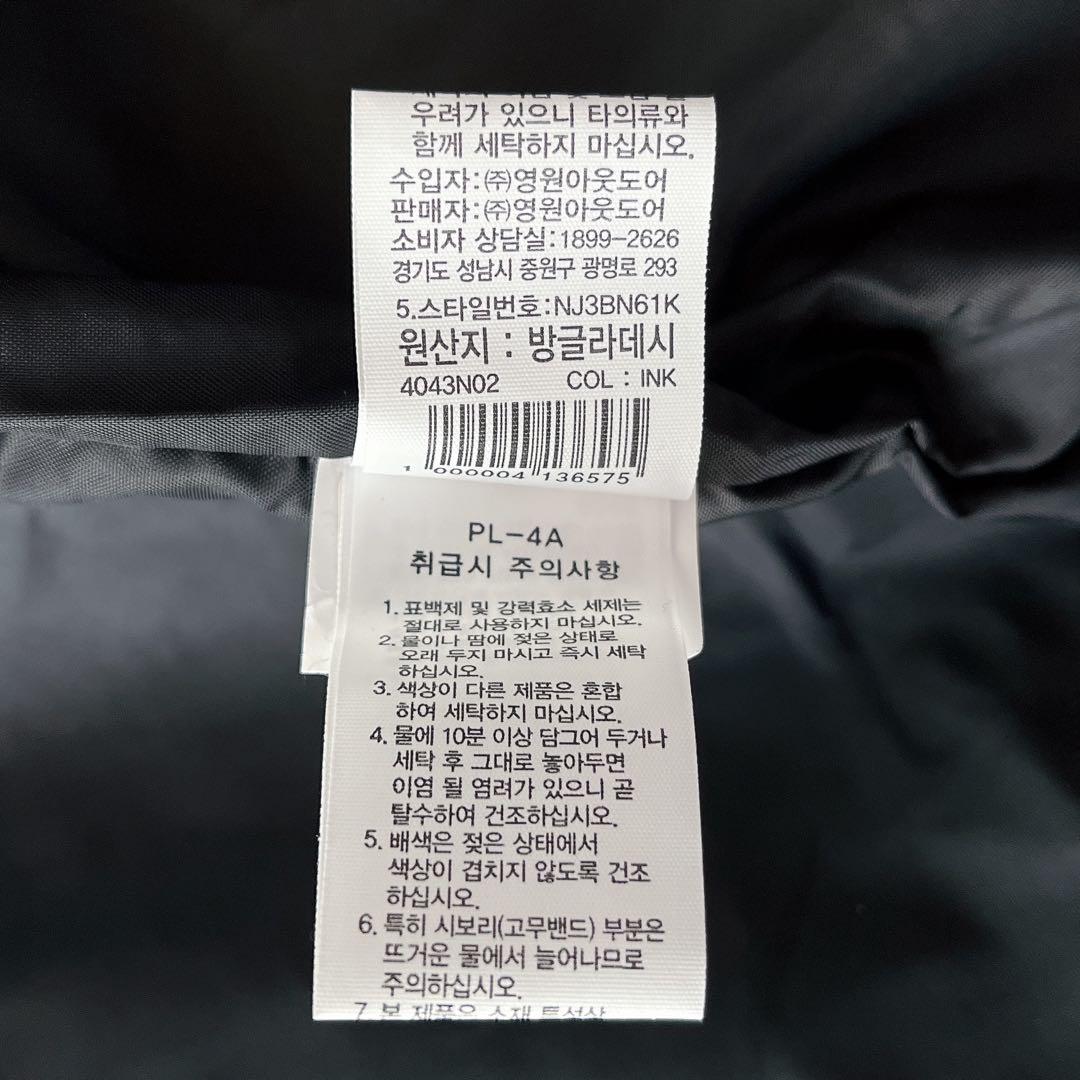 우려가 있으니 타의류와
함께 세탁하지 마십시오.
수입자:㈜영원아웃도어
판매자:㈜영원아웃도어
소비자 상담실:1899-2626
경기도 성남시 중원구 광명로 293
5.스타일번호:NJ3BN61K
원산지 : 방글라데시
4043N02 COL : INK
1 000004 136575
PL-4A
취급시 주의사항
1. 표백제 및 강력효소 세제는
절대로 사용하지 마십시오.
2. 물이나 땀에 젖은 상태로
오래 두지 마시고 즉시 세탁
하십시오.
3. 색상이 다른 제품은 혼합
하여 세탁하지 마십시오.
4. 물에 10분 이상 담그어 두거나
세탁 후 그대로 놓아두면
이염 될 염려가 있으니 곧
탈수하여 건조하십시오.
5. 배색은 젖은 상태에서
색상이 겹치지 않도록 건조
하십시오.
6. 특히 시보리(고무밴드) 부분은
뜨거운 물에서 늘어나므로
주의하십시오.
7. 본 제품은 소재 특성상